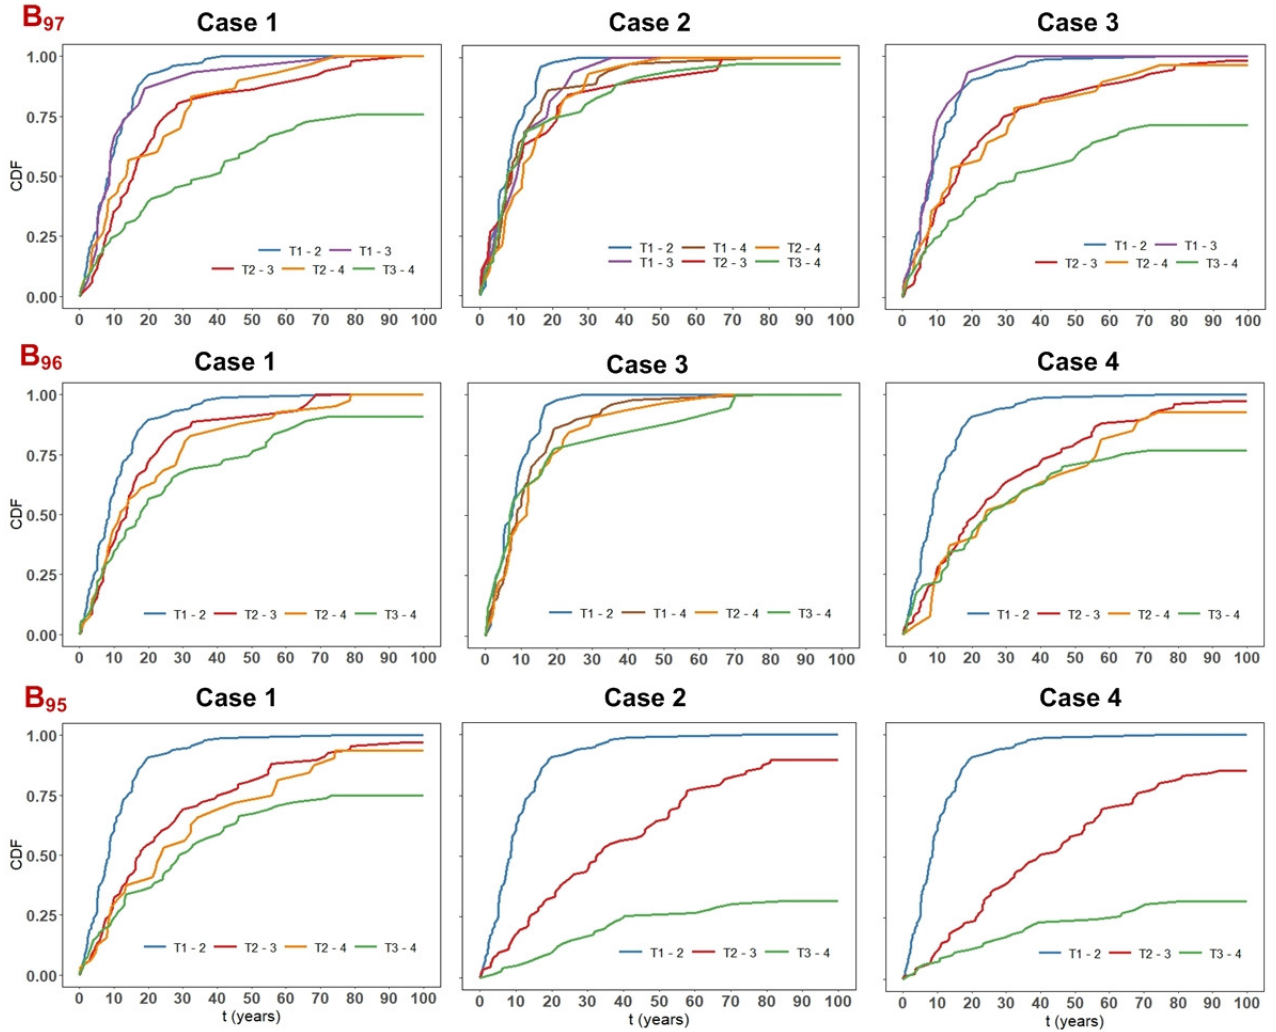 B97
Case 1
Case 2
Case 3
CDF
1.00
0.75
0.50
0.25
0.00
T1 - 2 T1 - 3
T2 - 3 T2 - 4 T3 - 4
T1 - 2 T1 - 4 T2 - 4
T1 - 3 T2 - 3 T3 - 4
T1 - 2 T1 - 3
T2 - 3 T2 - 4 T3 - 4
0 10 20 30 40 50 60 70 80 90 100
0 10 20 30 40 50 60 70 80 90 100
0 10 20 30 40 50 60 70 80 90 100
B96
Case 1
Case 3
Case 4
CDF
1.00
0.75
0.50
0.25
0.00
T1 - 2 T2 - 3 T2 - 4 T3 - 4
T1 - 2 T1 - 4 T2 - 4 T3 - 4
T1 - 2 T2 - 3 T2 - 4 T3 - 4
0 10 20 30 40 50 60 70 80 90 100
0 10 20 30 40 50 60 70 80 90 100
0 10 20 30 40 50 60 70 80 90 100
B95
Case 1
Case 2
Case 4
CDF
1.00
0.75
0.50
0.25
0.00
T1 - 2 T2 - 3 T2 - 4 T3 - 4
T1 - 2 T2 - 3 T3 - 4
T1 - 2 T2 - 3 T3 - 4
0 10 20 30 40 50 60 70 80 90 100
0 10 20 30 40 50 60 70 80 90 100
0 10 20 30 40 50 60 70 80 90 100
t (years)
t (years)
t (years)